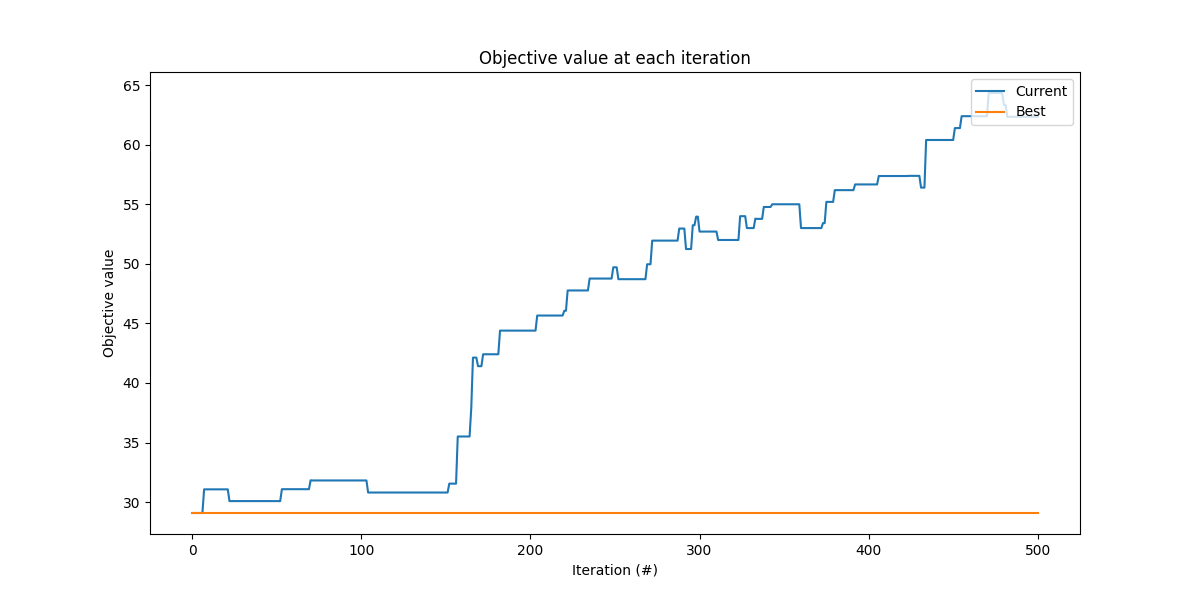 Objective value at each iteration
Current
Best
Objective value
65
60
55
50
45
40
35
30
0
100
200
300
400
500
Iteration (#)